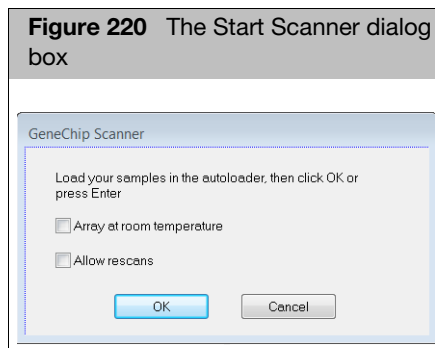 Figure 220 The Start Scanner dialog
box
GeneChip Scanner
Load your samples in the autoloader, then click OK or
press Enter
Array at room temperature
Allow rescans
OK Cancel